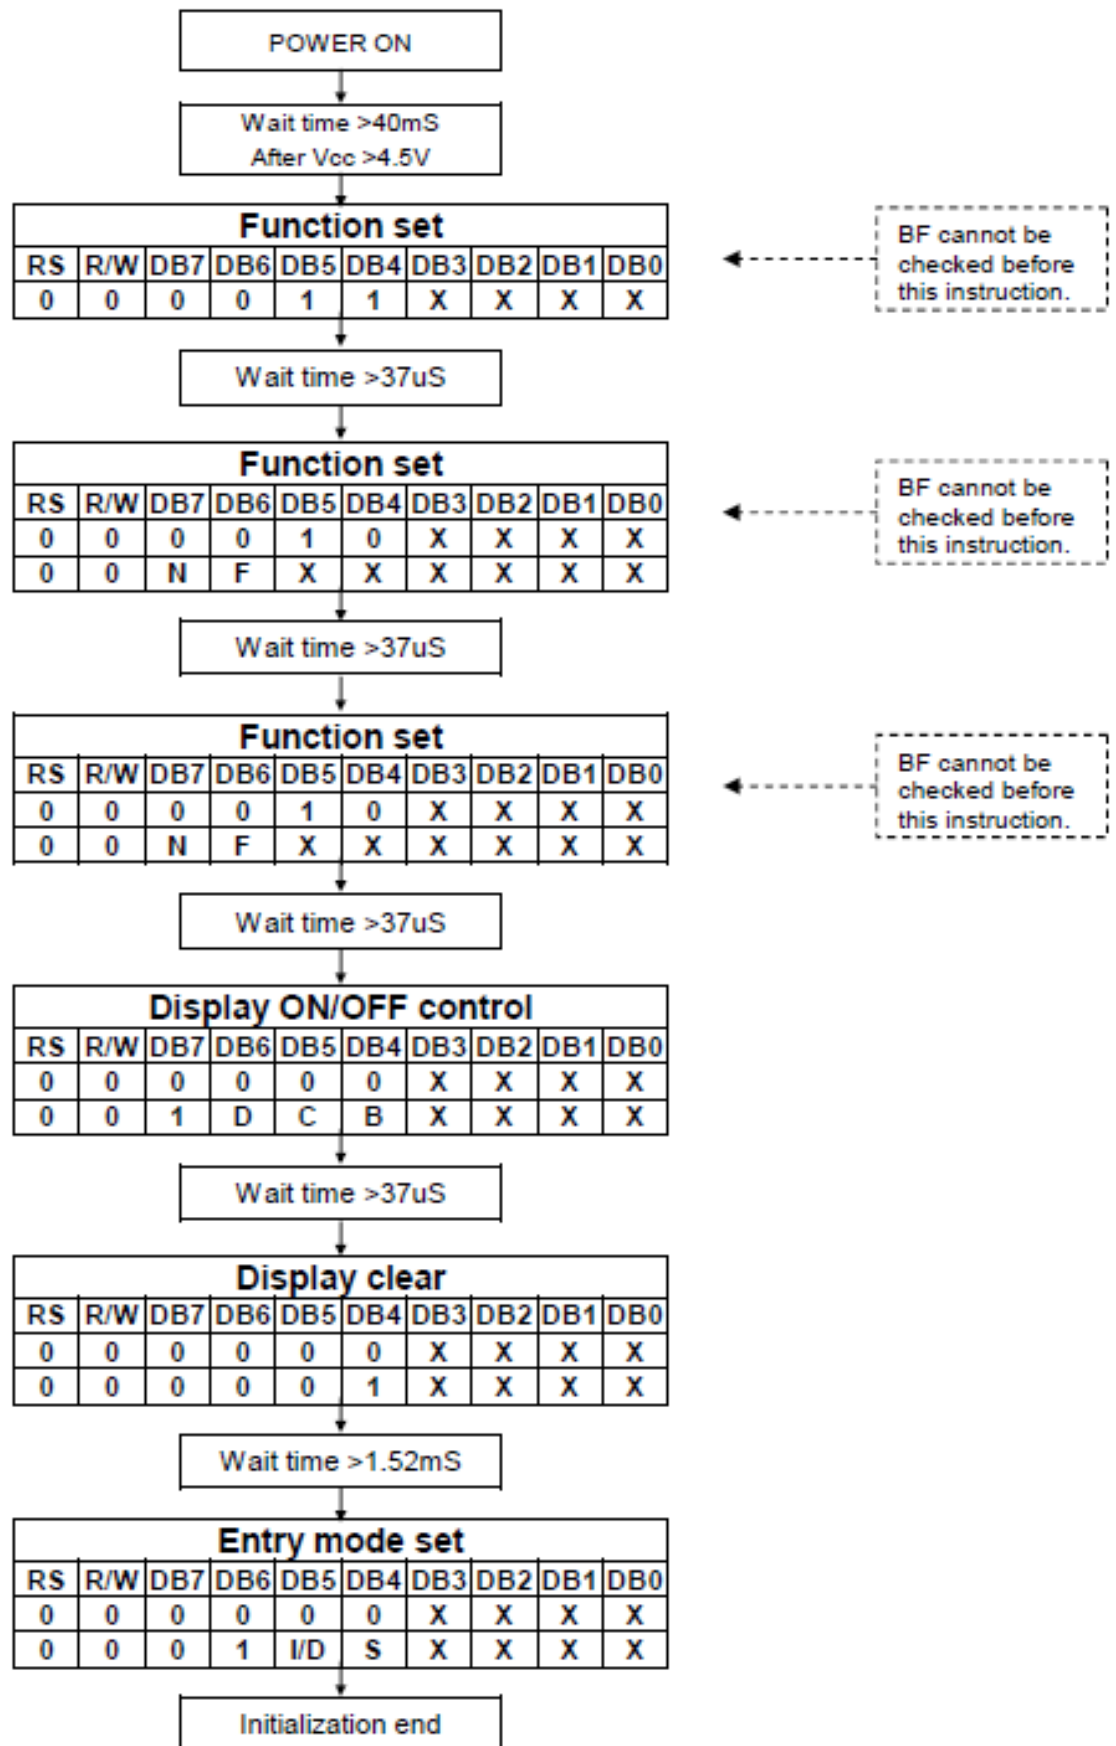 POWER ON
Wait time >40mS
After Vcc >4.5V
Function set
RS R/W DB7 DB6 DB5 DB4 DB3 DB2 DB1 DB0
0 0 0 0 1 1 X X X X
BF cannot be
checked before
this instruction.
Wait time >37uS
Function set
RS R/W DB7 DB6 DB5 DB4 DB3 DB2 DB1 DB0
0 0 0 0 1 0 X X X X
0 0 N F X X X X X X
BF cannot be
checked before
this instruction.
Wait time >37uS
Function set
RS R/W DB7 DB6 DB5 DB4 DB3 DB2 DB1 DB0
0 0 0 0 1 0 X X X X
0 0 N F X X X X X X
BF cannot be
checked before
this instruction.
Wait time >37uS
Display ON/OFF control
RS R/W DB7 DB6 DB5 DB4 DB3 DB2 DB1 DB0
0 0 0 0 0 0 X X X X
0 0 1 D C B X X X X
Wait time >37uS
Display clear
RS R/W DB7 DB6 DB5 DB4 DB3 DB2 DB1 DB0
0 0 0 0 0 0 X X X X
0 0 0 0 0 1 X X X X
Wait time >1.52mS
Entry mode set
RS R/W DB7 DB6 DB5 DB4 DB3 DB2 DB1 DB0
0 0 0 0 0 0 X X X X
0 0 0 1 I/D S X X X X
Initialization end